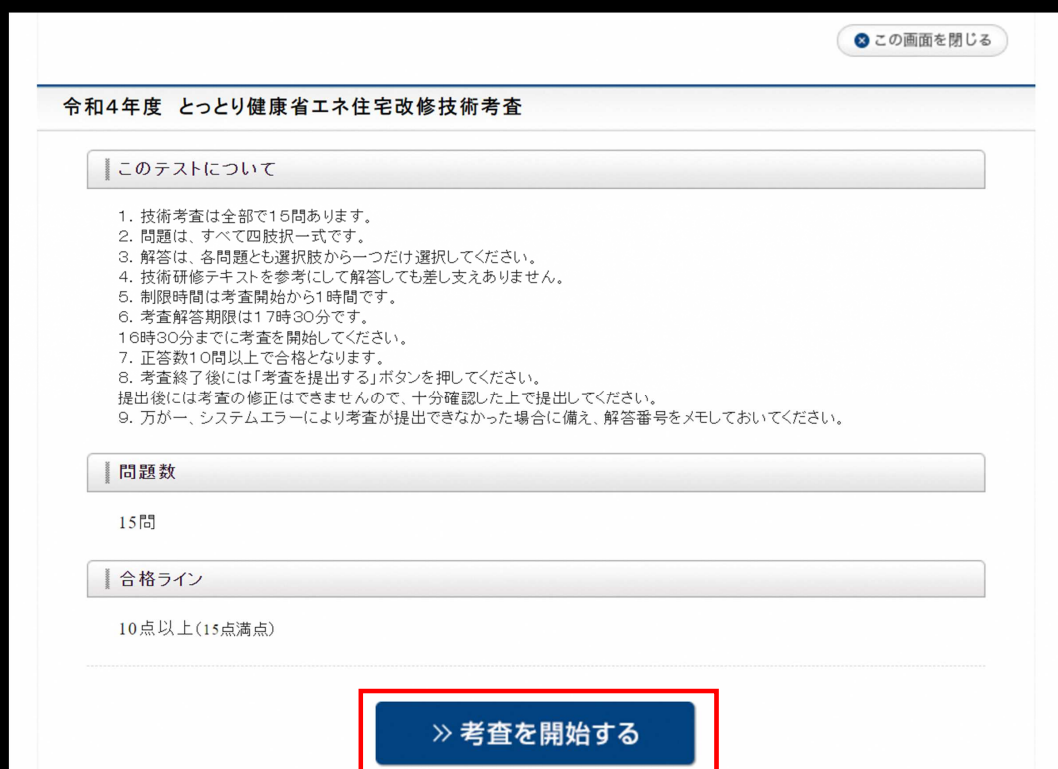 この画面を閉じる
令和4年度 とっとり健康省エネ住宅改修技術考査
このテストについて
1. 技術考査は全部で15問あります。
2. 問題は、すべて四肢択一式です。
3. 解答は、各問題とも選択肢から一つだけ選択してください。
4. 技術研修テキストを参考にして解答しても差し支えありません。
5. 制限時間は考査開始から1時間です。
6. 考査解答期限は17時30分です。
16時30分までに考査を開始してください。
7. 正答数10問以上で合格となります。
8. 考査終了後には「考査を提出する」ボタンを押してください。
提出後には考査の修正はできませんので、十分確認した上で提出してください。
9. 万が一、システムエラーにより考査が提出できなかった場合に備え、解答番号をメモしておいてください。
問題数
15問
合格ライン
10点以上(15点満点)
» 考査を開始する